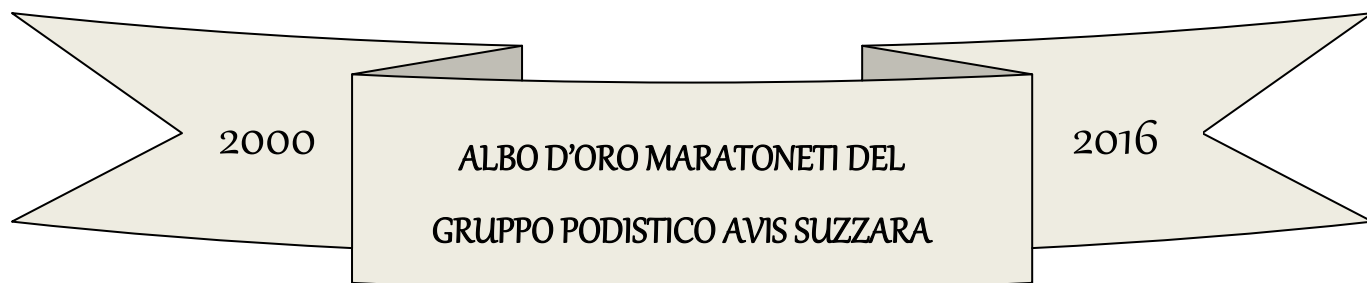 2000
ALBO D'ORO MARATONETI DEL
GRUPPO PODISTICO AVIS SUZZARA
2016